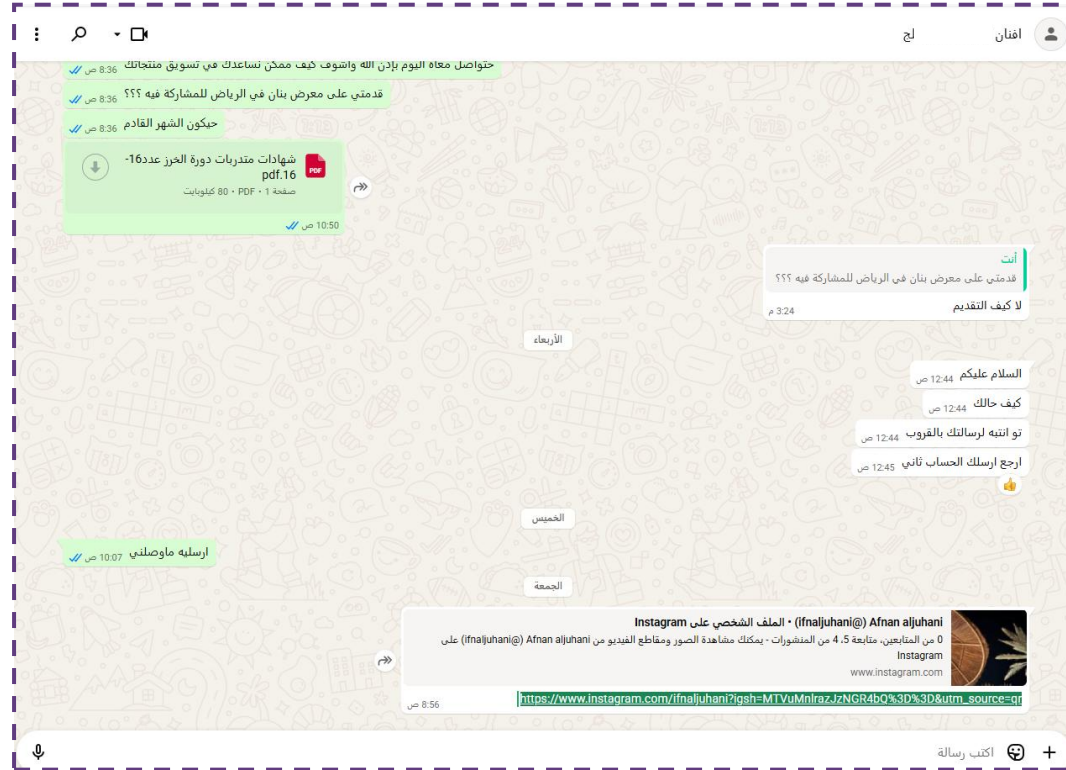 افنان لج
حتواصل معاه اليوم بإذن الله واشوف كيف ممكن نساعدك في تسويق منتجاتك 8:36 ص
قدمتي على معرض بنان في الرياض للمشاركة فيه ؟؟؟ 8:36 ص
حيكون الشهر القادم 8:36 ص
شهادات متدربات دورة الخرز عدد16-
16.pdf
PDF
صفحة 1 • PDF • 80 كيلوبايت
10:50 ص
أنت
قدمتي على معرض بنان في الرياض للمشاركة فيه ؟؟؟
لا كيف التقديم 3:24 م
الأربعاء
السلام عليكم 12:44 ص
كيف حالك 12:44 ص
تو انتبه لرسالتك بالقروب 12:44 ص
ارجع ارسلك الحساب ثاني 12:45 ص
الخميس
ارسليه ماوصلني 10:07 ص
الجمعة
Afnan aljuhani (@ifnaljuhani) • الملف الشخصي على Instagram
0 من المتابعين، متابعة 5، 4 من المنشورات - يمكنك مشاهدة الصور ومقاطع الفيديو من Afnan aljuhani (@ifnaljuhani) على
Instagram
www.instagram.com
https://www.instagram.com/ifnaljuhani?igsh=MTVuMnlrazJzNGR4bQ%3D%3D&utm_source=qr
8:56 ص
اكتب رسالة